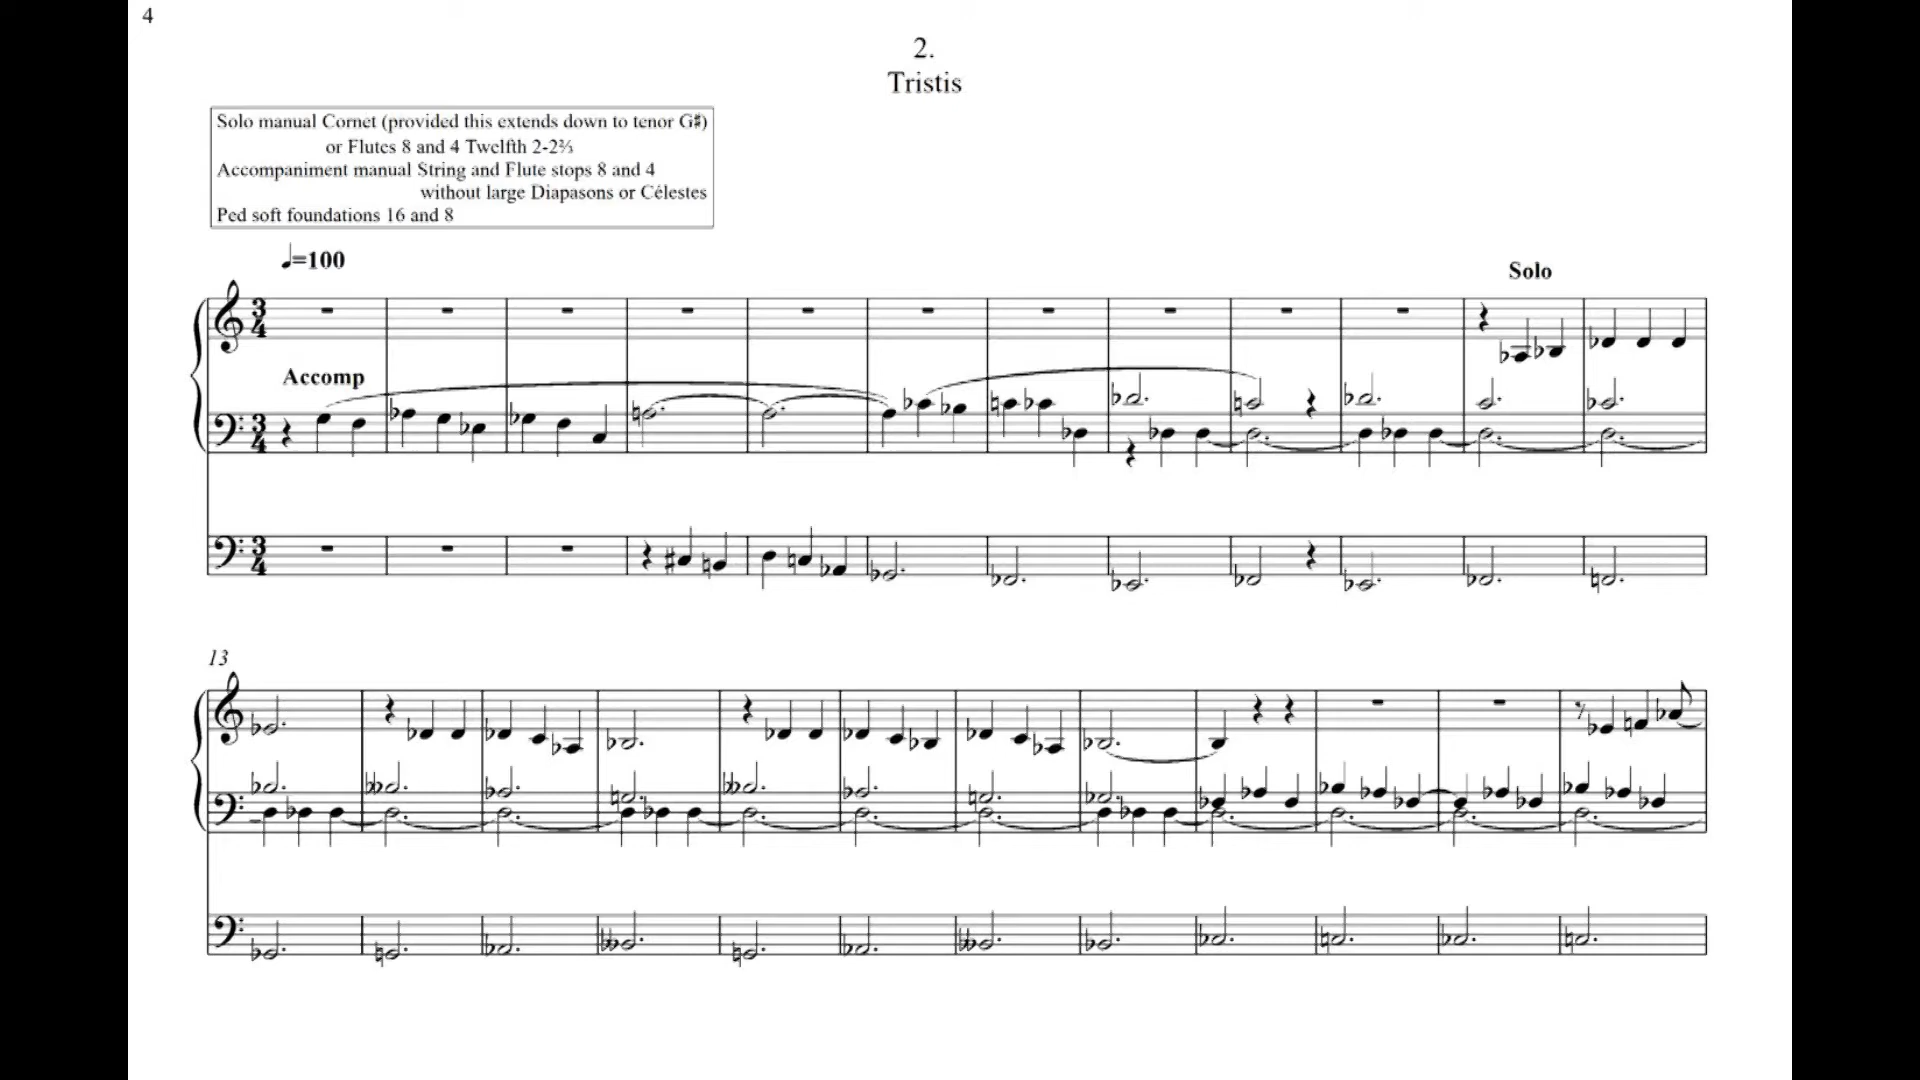 4
2.
Tristis
Solo manual Cornet (provided this extends down to tenor G♯)
or Flutes 8 and 4 Twelfth 2-2⅔
Accompaniment manual String and Flute stops 8 and 4
without large Diapasons or Célestes
Ped soft foundations 16 and 8
♩=100
Solo
Accomp
13